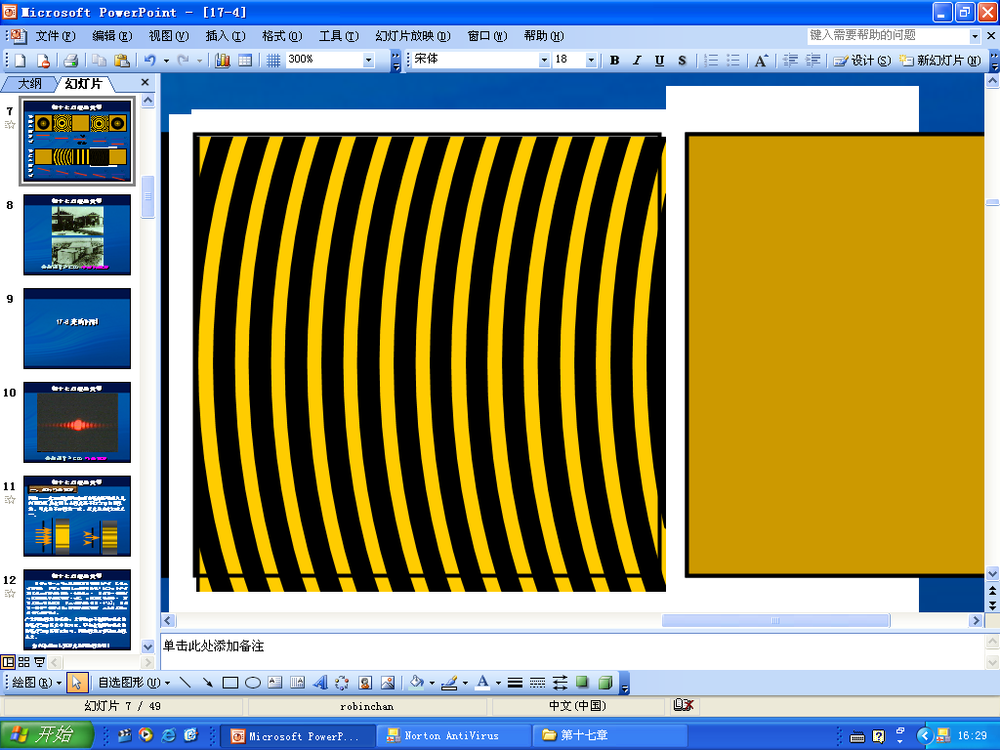 Microsoft PowerPoint - [17-4]
文件(F) 编辑(E) 视图(V) 插入(I) 格式(O) 工具(T) 幻灯片放映(D) 窗口(W) 帮助(H) 键入需要帮助的问题
300% 宋体 18 B I U S A 设计(S) 新幻灯片(N)
大纲 幻灯片
7
8
9
10
11
12
单击此处添加备注
绘图(R) 自选图形(U) A
幻灯片 7 / 49 robinchan 中文(中国)
开始 Microsoft PowerP... Norton AntiVirus 第十七章 16:29